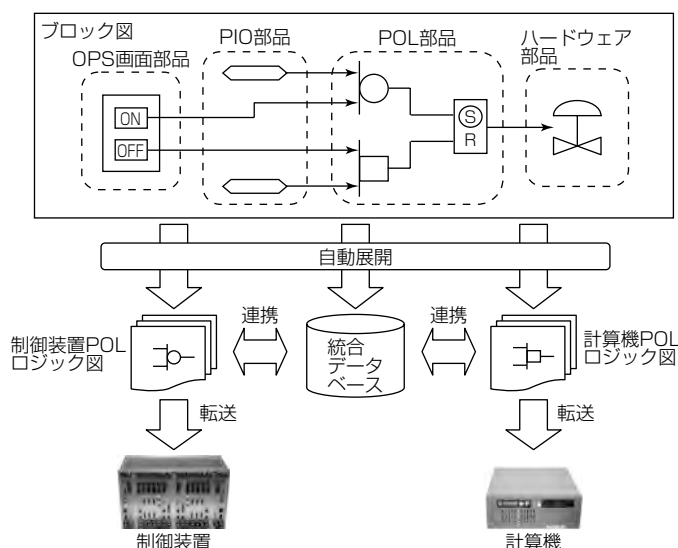 ブロック図
OPS画面部品
PIO部品
POL部品
ハードウェア
部品
ON
OFF
S
R
自動展開
制御装置POL
ロジック図
連携
統合
データ
ベース
連携
計算機POL
ロジック図
転送
転送
制御装置
計算機